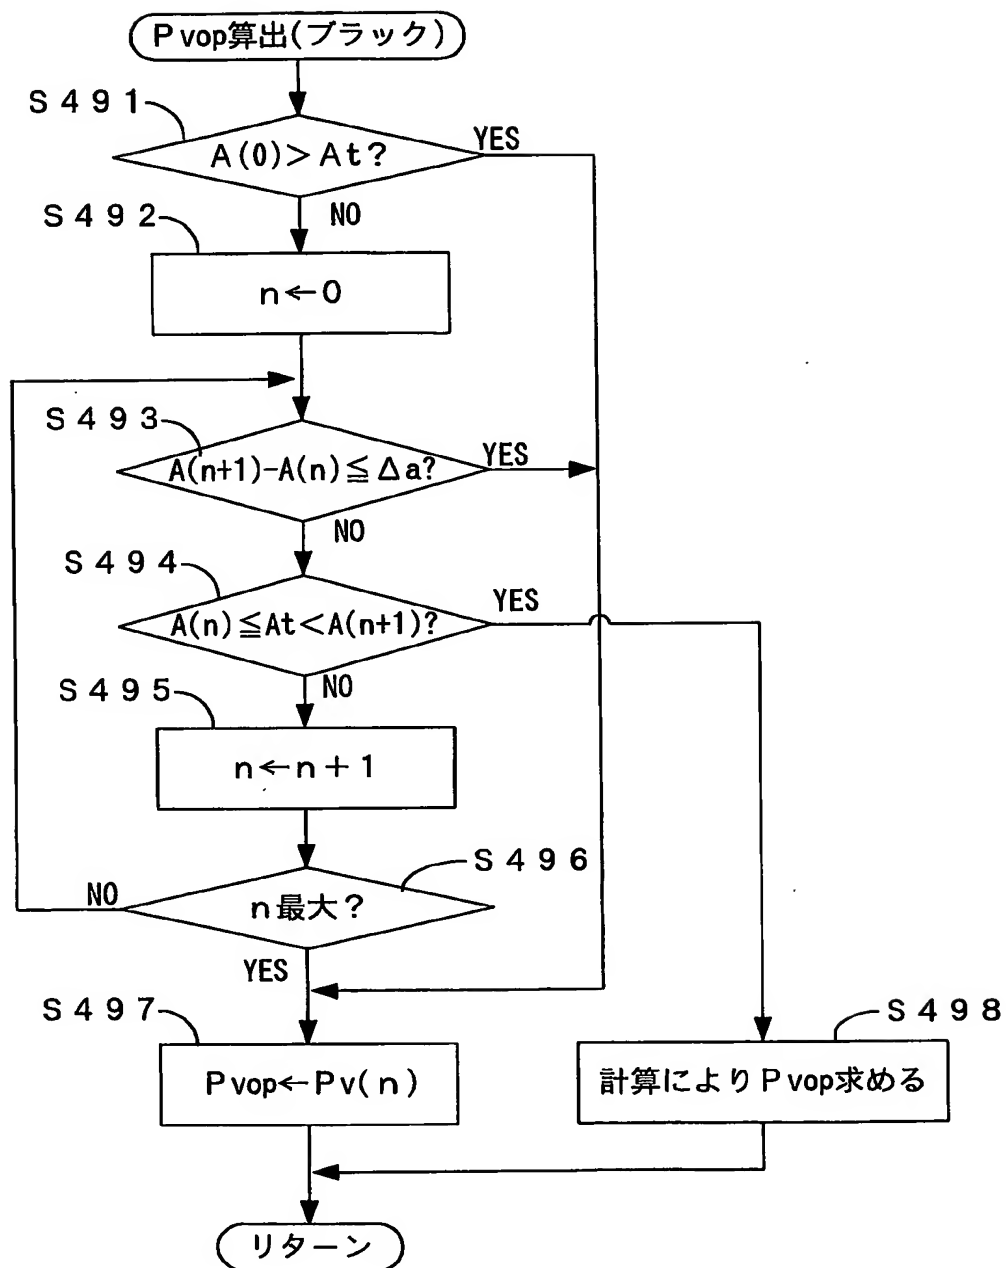 Pvop算出(ブラック)
S491
A(0)>At?
YES
NO
S492
n←0
S493
A(n+1)-A(n)≦Δa?
YES
NO
S494
A(n)≦At<A(n+1)?
YES
NO
S495
n←n+1
S496
n最大?
NO
YES
S497
Pvop←Pv(n)
S498
計算によりPvop求める
リターン